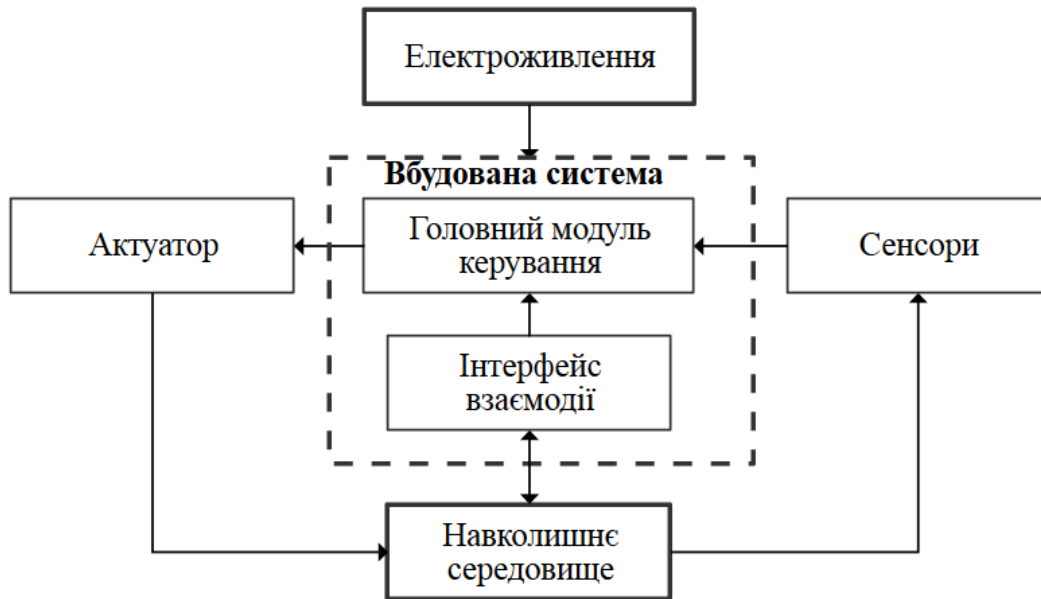 Електроживлення
Вбудована система
Актуатор
Головний модуль
керування
Сенсори
Інтерфейс
взаємодії
Навколишнє
середовище